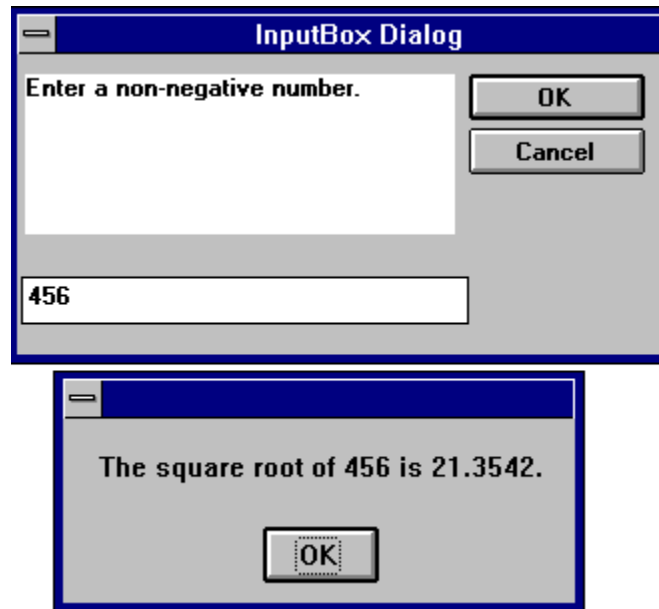 InputBox Dialog
Enter a non-negative number.
OK
Cancel
456
The square root of 456 is 21.3542.
OK